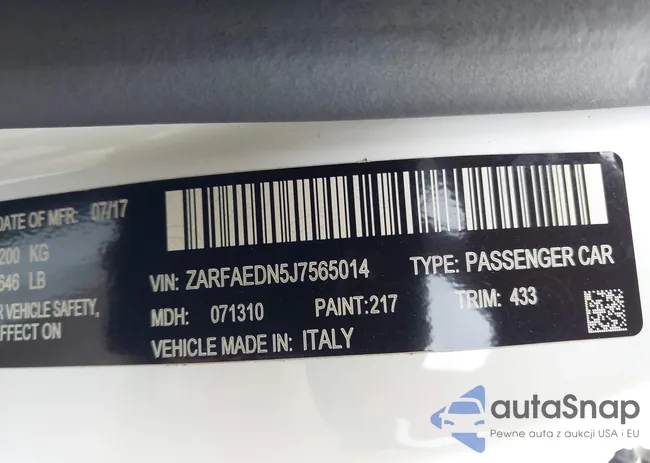 DATE OF MFR: 07/17
200 KG
646 LB
VEHICLE SAFETY,
EFFECT ON
VIN: ZARFAEDN5J7565014 TYPE: PASSENGER CAR
MDH: 071310 PAINT:217 TRIM: 433
VEHICLE MADE IN: ITALY
autaSnap
Pewne auta z aukcji USA i EU